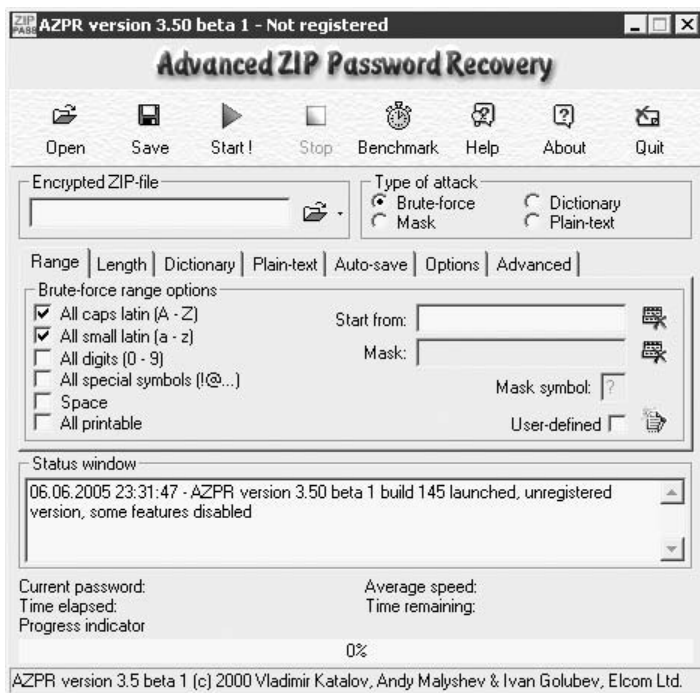 ZIP PASS AZPR version 3.50 beta 1 - Not registered
Advanced ZIP Password Recovery
Open Save Start! Stop Benchmark Help About Quit
Encrypted ZIP-file
Type of attack
Brute-force Dictionary
Mask Plain-text
Range Length Dictionary Plain-text Auto-save Options Advanced
Brute-force range options
All caps latin (A - Z)
All small latin (a - z)
All digits (0 - 9)
All special symbols (!@...)
Space
All printable
Start from:
Mask:
Mask symbol: ?
User-defined
Status window
06.06.2005 23:31:47 - AZPR version 3.50 beta 1 build 145 launched, unregistered
version, some features disabled
Current password: Average speed:
Time elapsed: Time remaining:
Progress indicator
0%
AZPR version 3.5 beta 1 (c) 2000 Vladimir Katalov, Andy Malyshev & Ivan Golubev, Elcom Ltd.